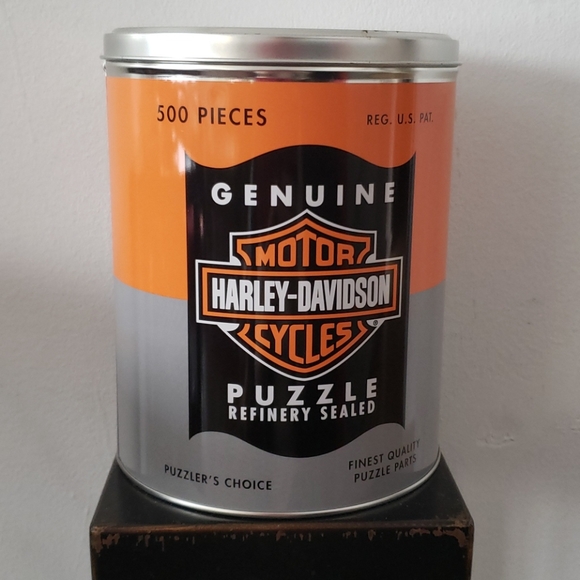 500 PIECES
REG. U.S. PAT.
GENUINE
MOTOR
HARLEY-DAVIDSON
CYCLES
®
PUZZLE
REFINERY SEALED
PUZZLER'S CHOICE
FINEST QUALITY
PUZZLE PARTS